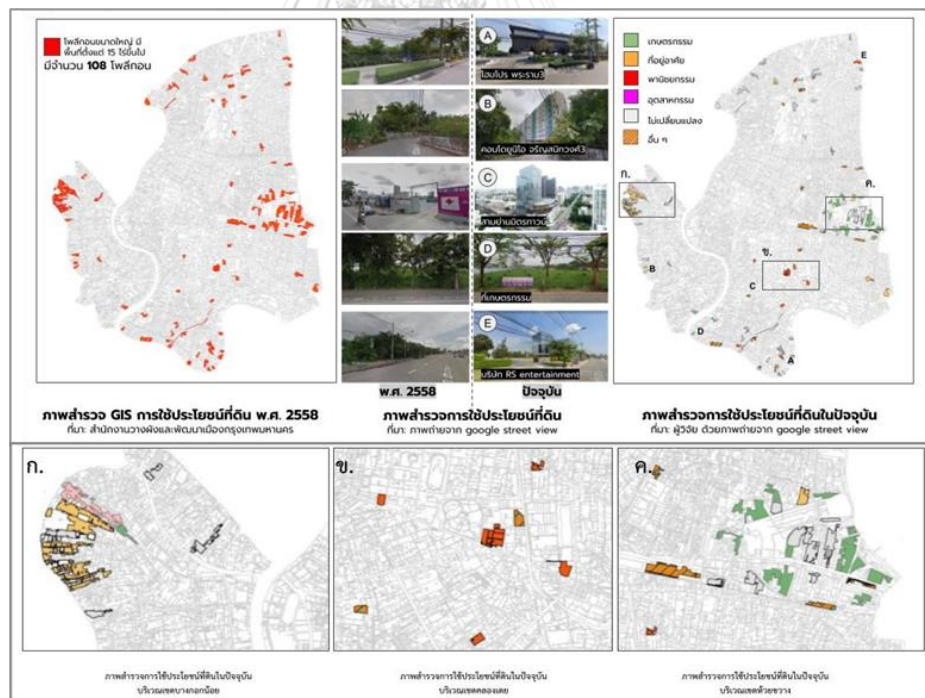 โพลีกอนขนาดใหญ่ มี
พื้นที่ตั้งแต่ 15 ไร่ขึ้นไป
มีจำนวน 108 โพลีกอน
A
โฮมโปร พระราม3
B
คอนโดยูนิโอ จรัญสนิทวงศ์3
C
สามย่านมิตรทาวน์
D
ที่เกษตรกรรม
E
บริษัท RS entertainment
พ.ศ. 2558
ปัจจุบัน
เกษตรกรรม
ที่อยู่อาศัย
พาณิชยกรรม
อุตสาหกรรม
ไม่เปลี่ยนแปลง
อื่น ๆ
E
ก.
ค.
ข.
B
C
D
A
ภาพสำรวจ GIS การใช้ประโยชน์ที่ดิน พ.ศ. 2558
ที่มา: สำนักงานวางผังและพัฒนาเมืองกรุงเทพมหานคร
ภาพสำรวจการใช้ประโยชน์ที่ดิน
ที่มา: ภาพถ่ายจาก google street view
ภาพสำรวจการใช้ประโยชน์ที่ดินในปัจจุบัน
ที่มา: ผู้วิจัย ด้วยภาพถ่ายจาก google street view
ก.
ข.
ค.
ภาพสำรวจการใช้ประโยชน์ที่ดินในปัจจุบัน
บริเวณเขตบางกอกน้อย
ภาพสำรวจการใช้ประโยชน์ที่ดินในปัจจุบัน
บริเวณเขตคลองเตย
ภาพสำรวจการใช้ประโยชน์ที่ดินในปัจจุบัน
บริเวณเขตห้วยขวาง